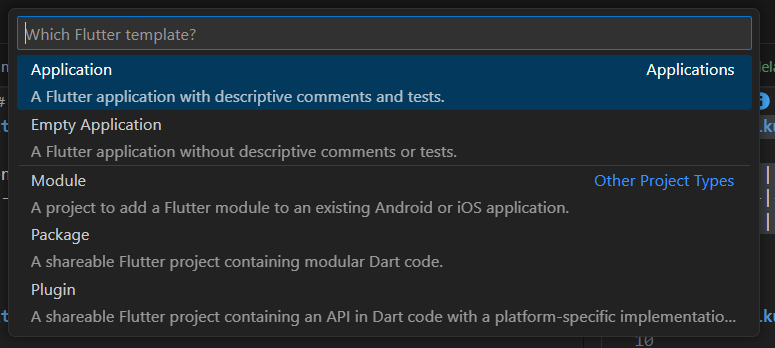 Which Flutter template?
Application Applications
A Flutter application with descriptive comments and tests.
Empty Application
A Flutter application without descriptive comments or tests.
Module Other Project Types
A project to add a Flutter module to an existing Android or iOS application.
Package
A shareable Flutter project containing modular Dart code.
Plugin
A shareable Flutter project containing an API in Dart code with a platform-specific implementatio...
10